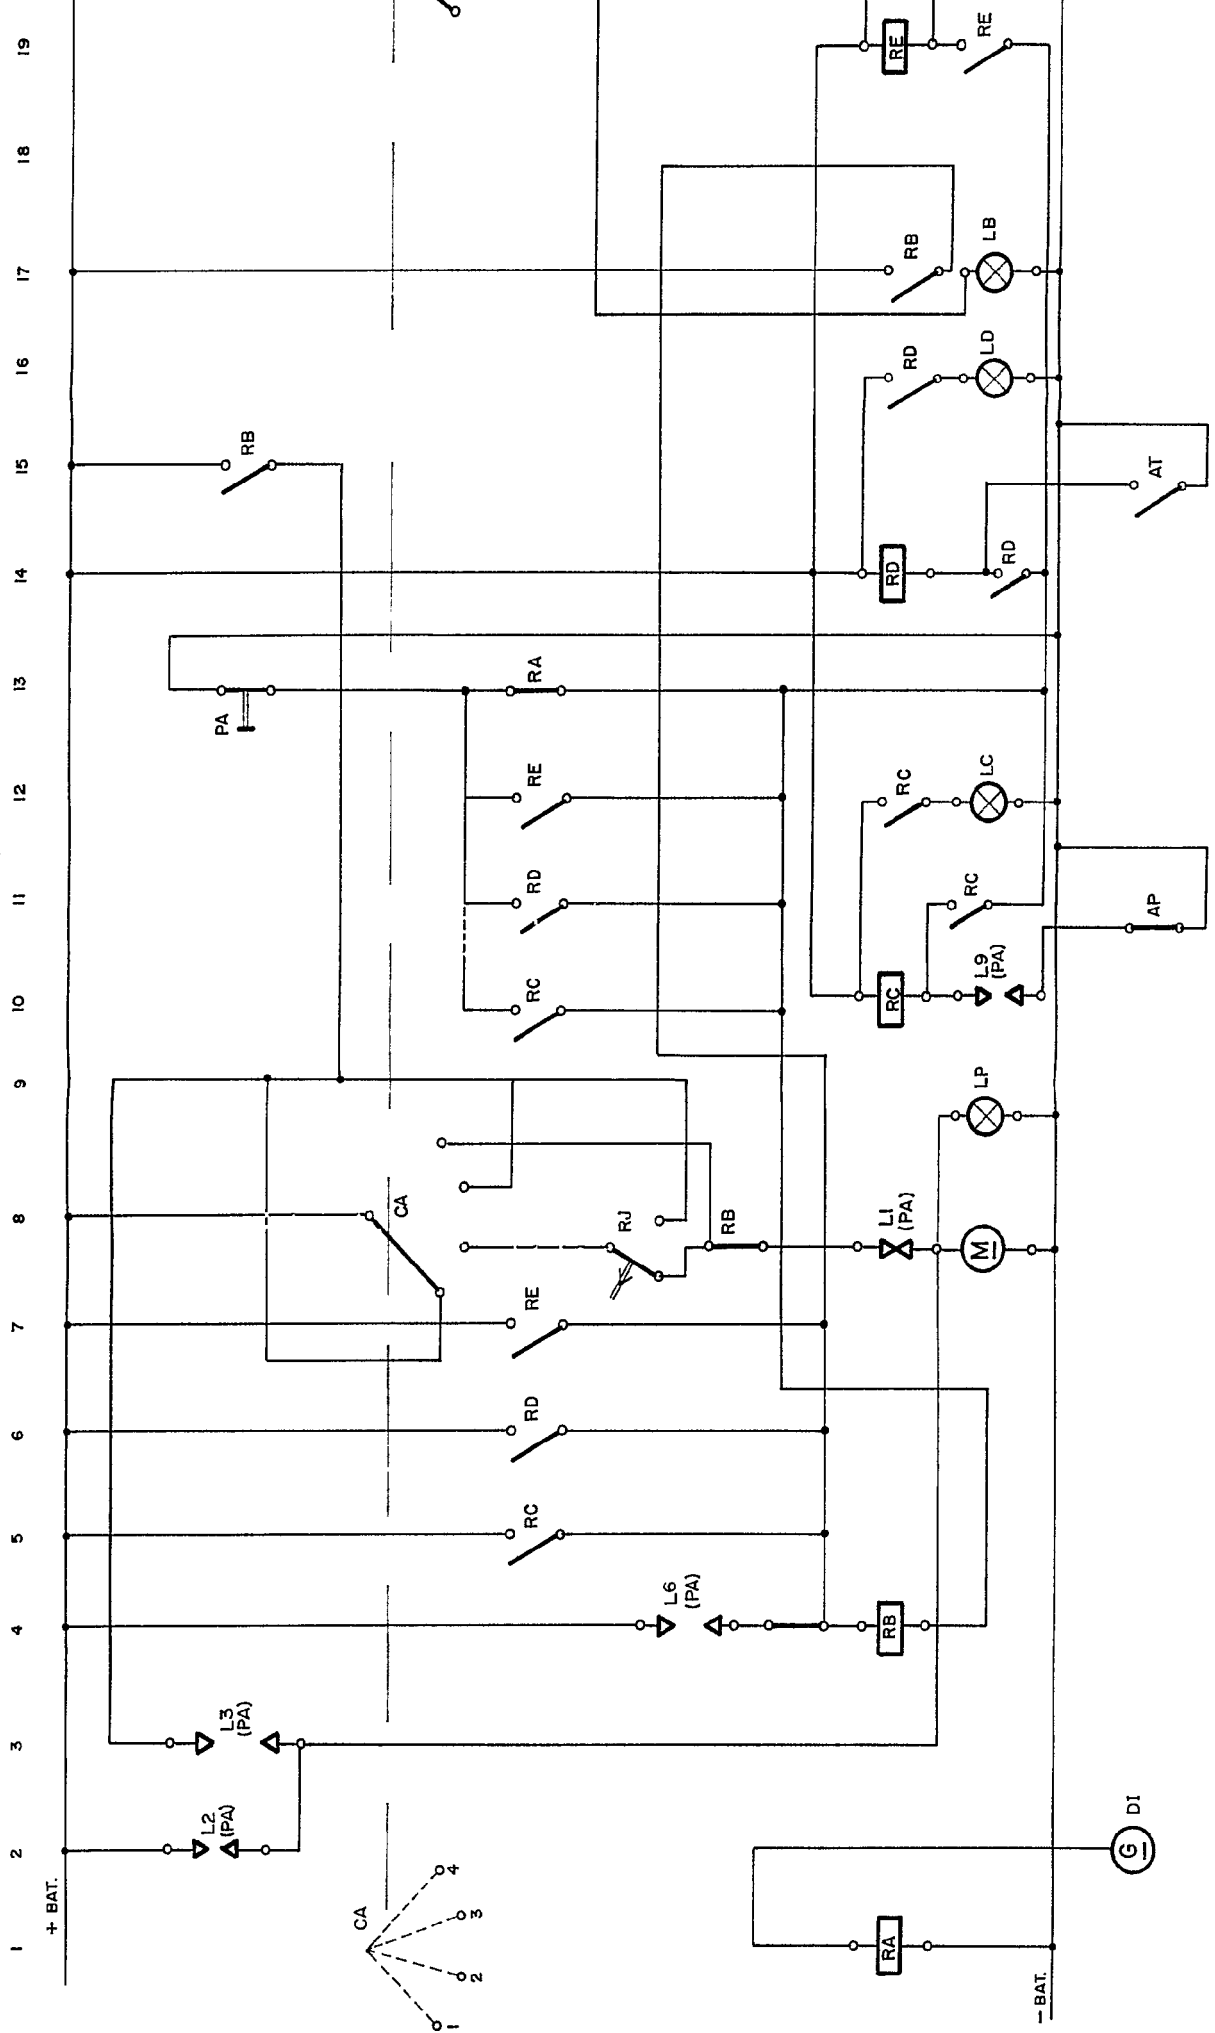 1 2 3 4 5 6 7 8 9 10 11 12 13 14 15 16 17 18 19
+ BAT.
L2
(PA)
L3
(PA)
PA
RB
CA
1
2
3
4
CA
RC
RD
RE
RJ
RC
RD
RE
RA
L6
(PA)
RB
RA
RB
L1
(PA)
M
LP
RC
L9
(PA)
RC
RC
LC
RD
RD
RD
LD
RB
LB
RE
RE
- BAT.
G
DI
AP
AT